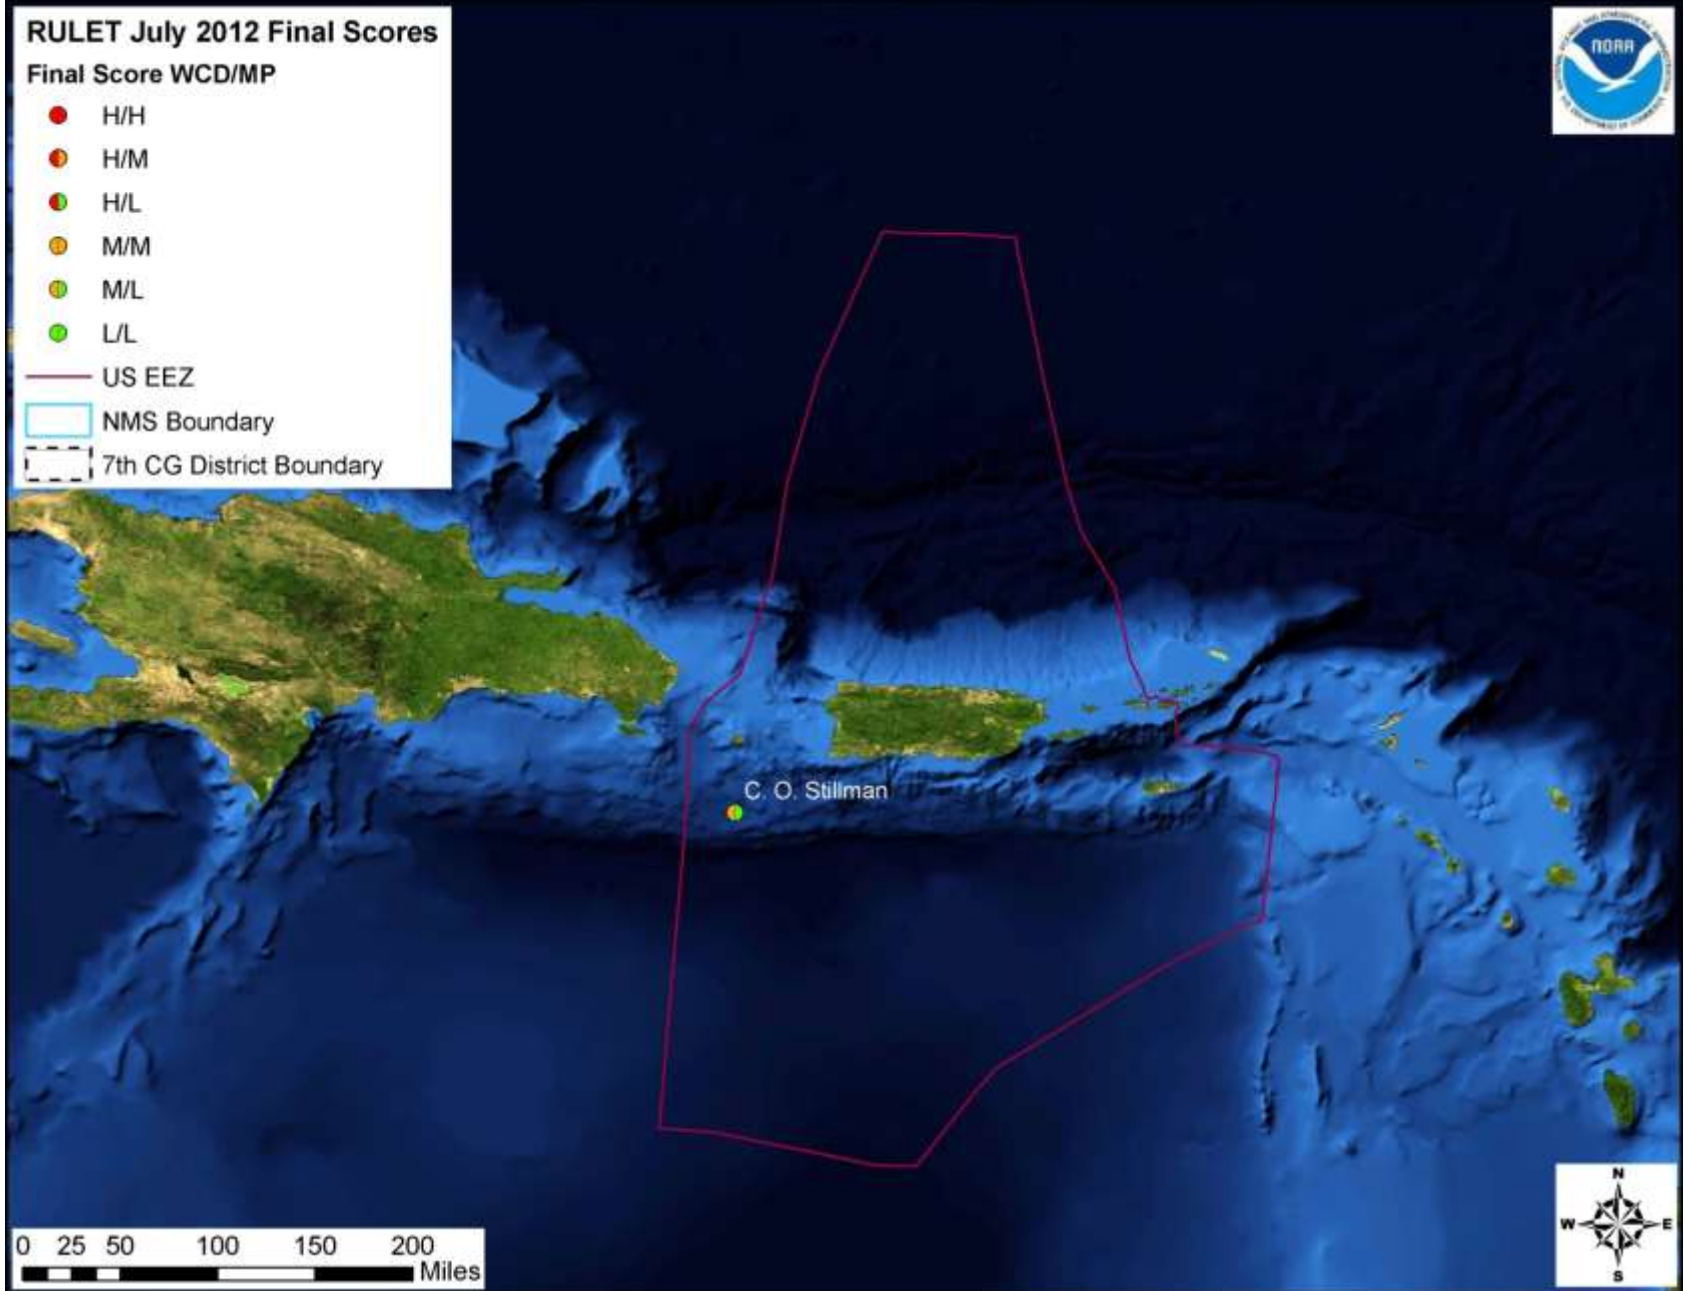 RULET July 2012 Final Scores
Final Score WCD/MP
H/H
H/M
H/L
M/M
M/L
L/L
US EEZ
NMS Boundary
7th CG District Boundary
NOAA
C. O. Stillman
0 25 50 100 150 200
Miles
N
W E
S